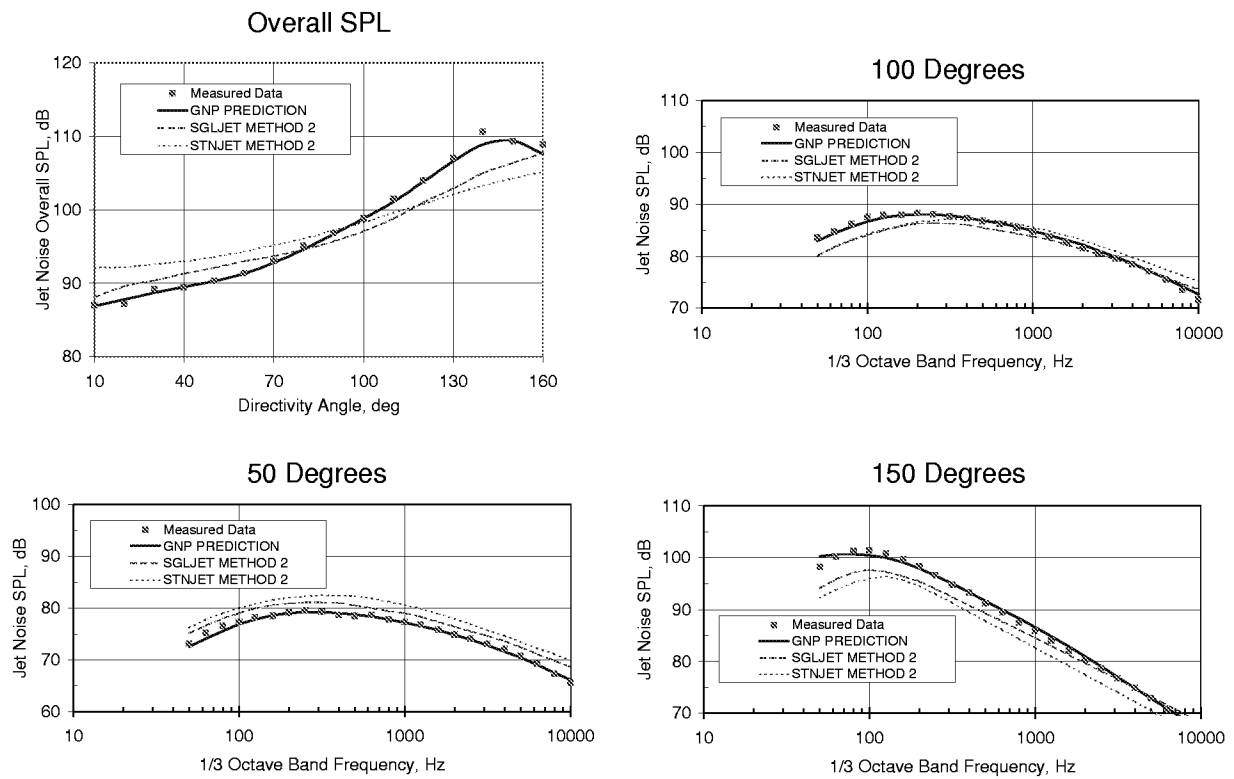 Overall SPL
120
110
100
90
80
Jet Noise Overall SPL, dB
Measured Data
GNP PREDICTION
SGLJET METHOD 2
STNJET METHOD 2
10 40 70 100 130 160
Directivity Angle, deg
100 Degrees
110
100
90
80
70
Jet Noise SPL, dB
Measured Data
GNP PREDICTION
SGLJET METHOD 2
STNJET METHOD 2
10 100 1000 10000
1/3 Octave Band Frequency, Hz
50 Degrees
100
90
80
70
60
Jet Noise SPL, dB
Measured Data
GNP PREDICTION
SGLJET METHOD 2
STNJET METHOD 2
10 100 1000 10000
1/3 Octave Band Frequency, Hz
150 Degrees
110
100
90
80
70
Jet Noise SPL, dB
Measured Data
GNP PREDICTION
SGLJET METHOD 2
STNJET METHOD 2
10 100 1000 10000
1/3 Octave Band Frequency, Hz